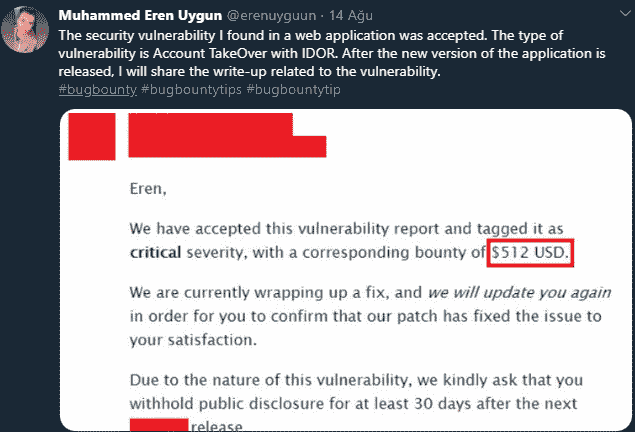 Muhammed Eren Uygun @erenuyguun · 14 Ağu
The security vulnerability I found in a web application was accepted. The type of
vulnerability is Account TakeOver with IDOR. After the new version of the application is
released, I will share the write-up related to the vulnerability.
#bugbounty #bugbountytips #bugbountytip
Eren,
We have accepted this vulnerability report and tagged it as
critical severity, with a corresponding bounty of $512 USD.
We are currently wrapping up a fix, and we will update you again
in order for you to confirm that our patch has fixed the issue to
your satisfaction.
Due to the nature of this vulnerability, we kindly ask that you
withhold public disclosure for at least 30 days after the next
release